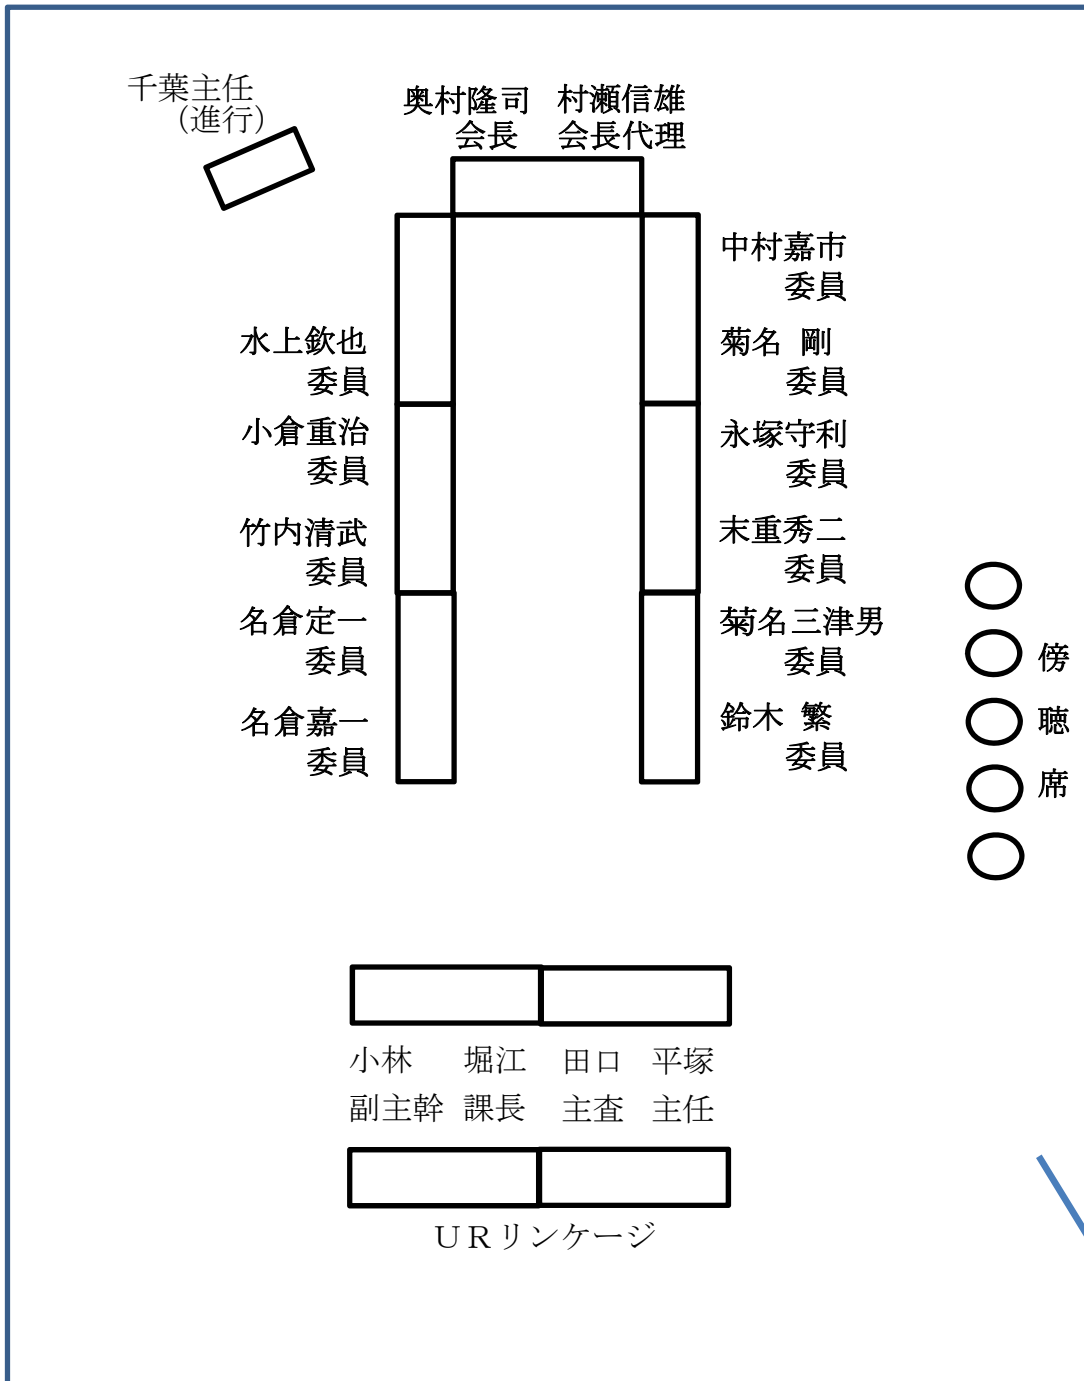 千葉主任
（進行）
奥村隆司 村瀬信雄
会長 会長代理
中村嘉市
委員
水上欽也
委員
菊名 剛
委員
小倉重治
委員
永塚守利
委員
竹内清武
委員
末重秀二
委員
名倉定一
委員
菊名三津男
委員
名倉嘉一
委員
鈴木 繁
委員
傍
聴
席
小林 堀江 田口 平塚
副主幹 課長 主査 主任
ＵＲリンケージ